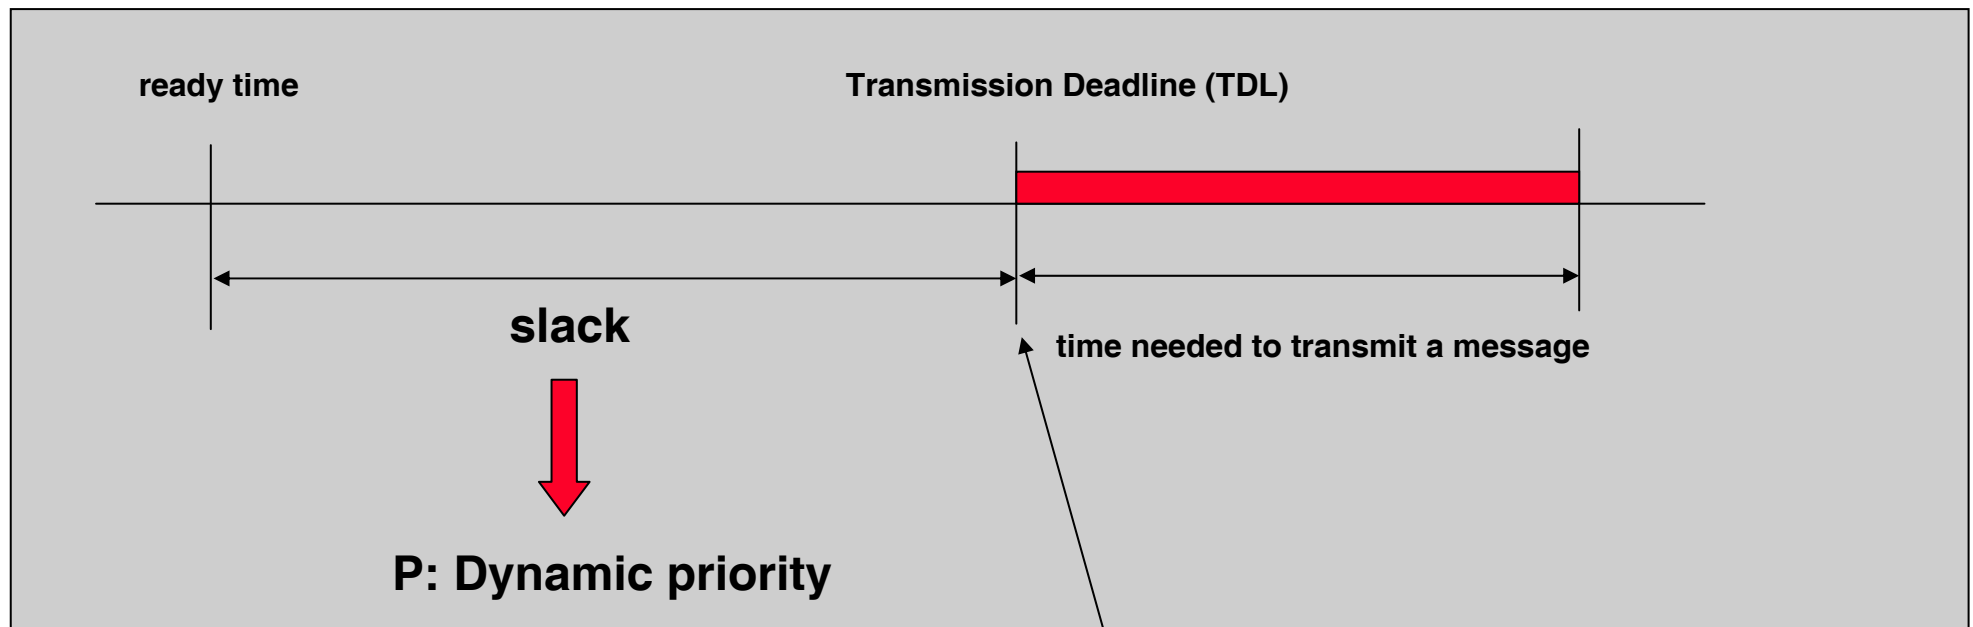 ready time
Transmission Deadline (TDL)
slack
time needed to transmit a message
P: Dynamic priority